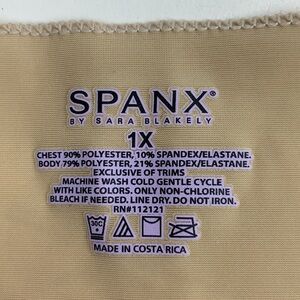 SPANX®
BY SARA BLAKELY
1X
CHEST 90% POLYESTER, 10% SPANDEX/ELASTANE.
BODY 79% POLYESTER, 21% SPANDEX/ELASTANE.
EXCLUSIVE OF TRIMS
MACHINE WASH COLD GENTLE CYCLE
WITH LIKE COLORS. ONLY NON-CHLORINE
BLEACH IF NEEDED. LINE DRY. DO NOT IRON.
RN#112121
30C
MADE IN COSTA RICA